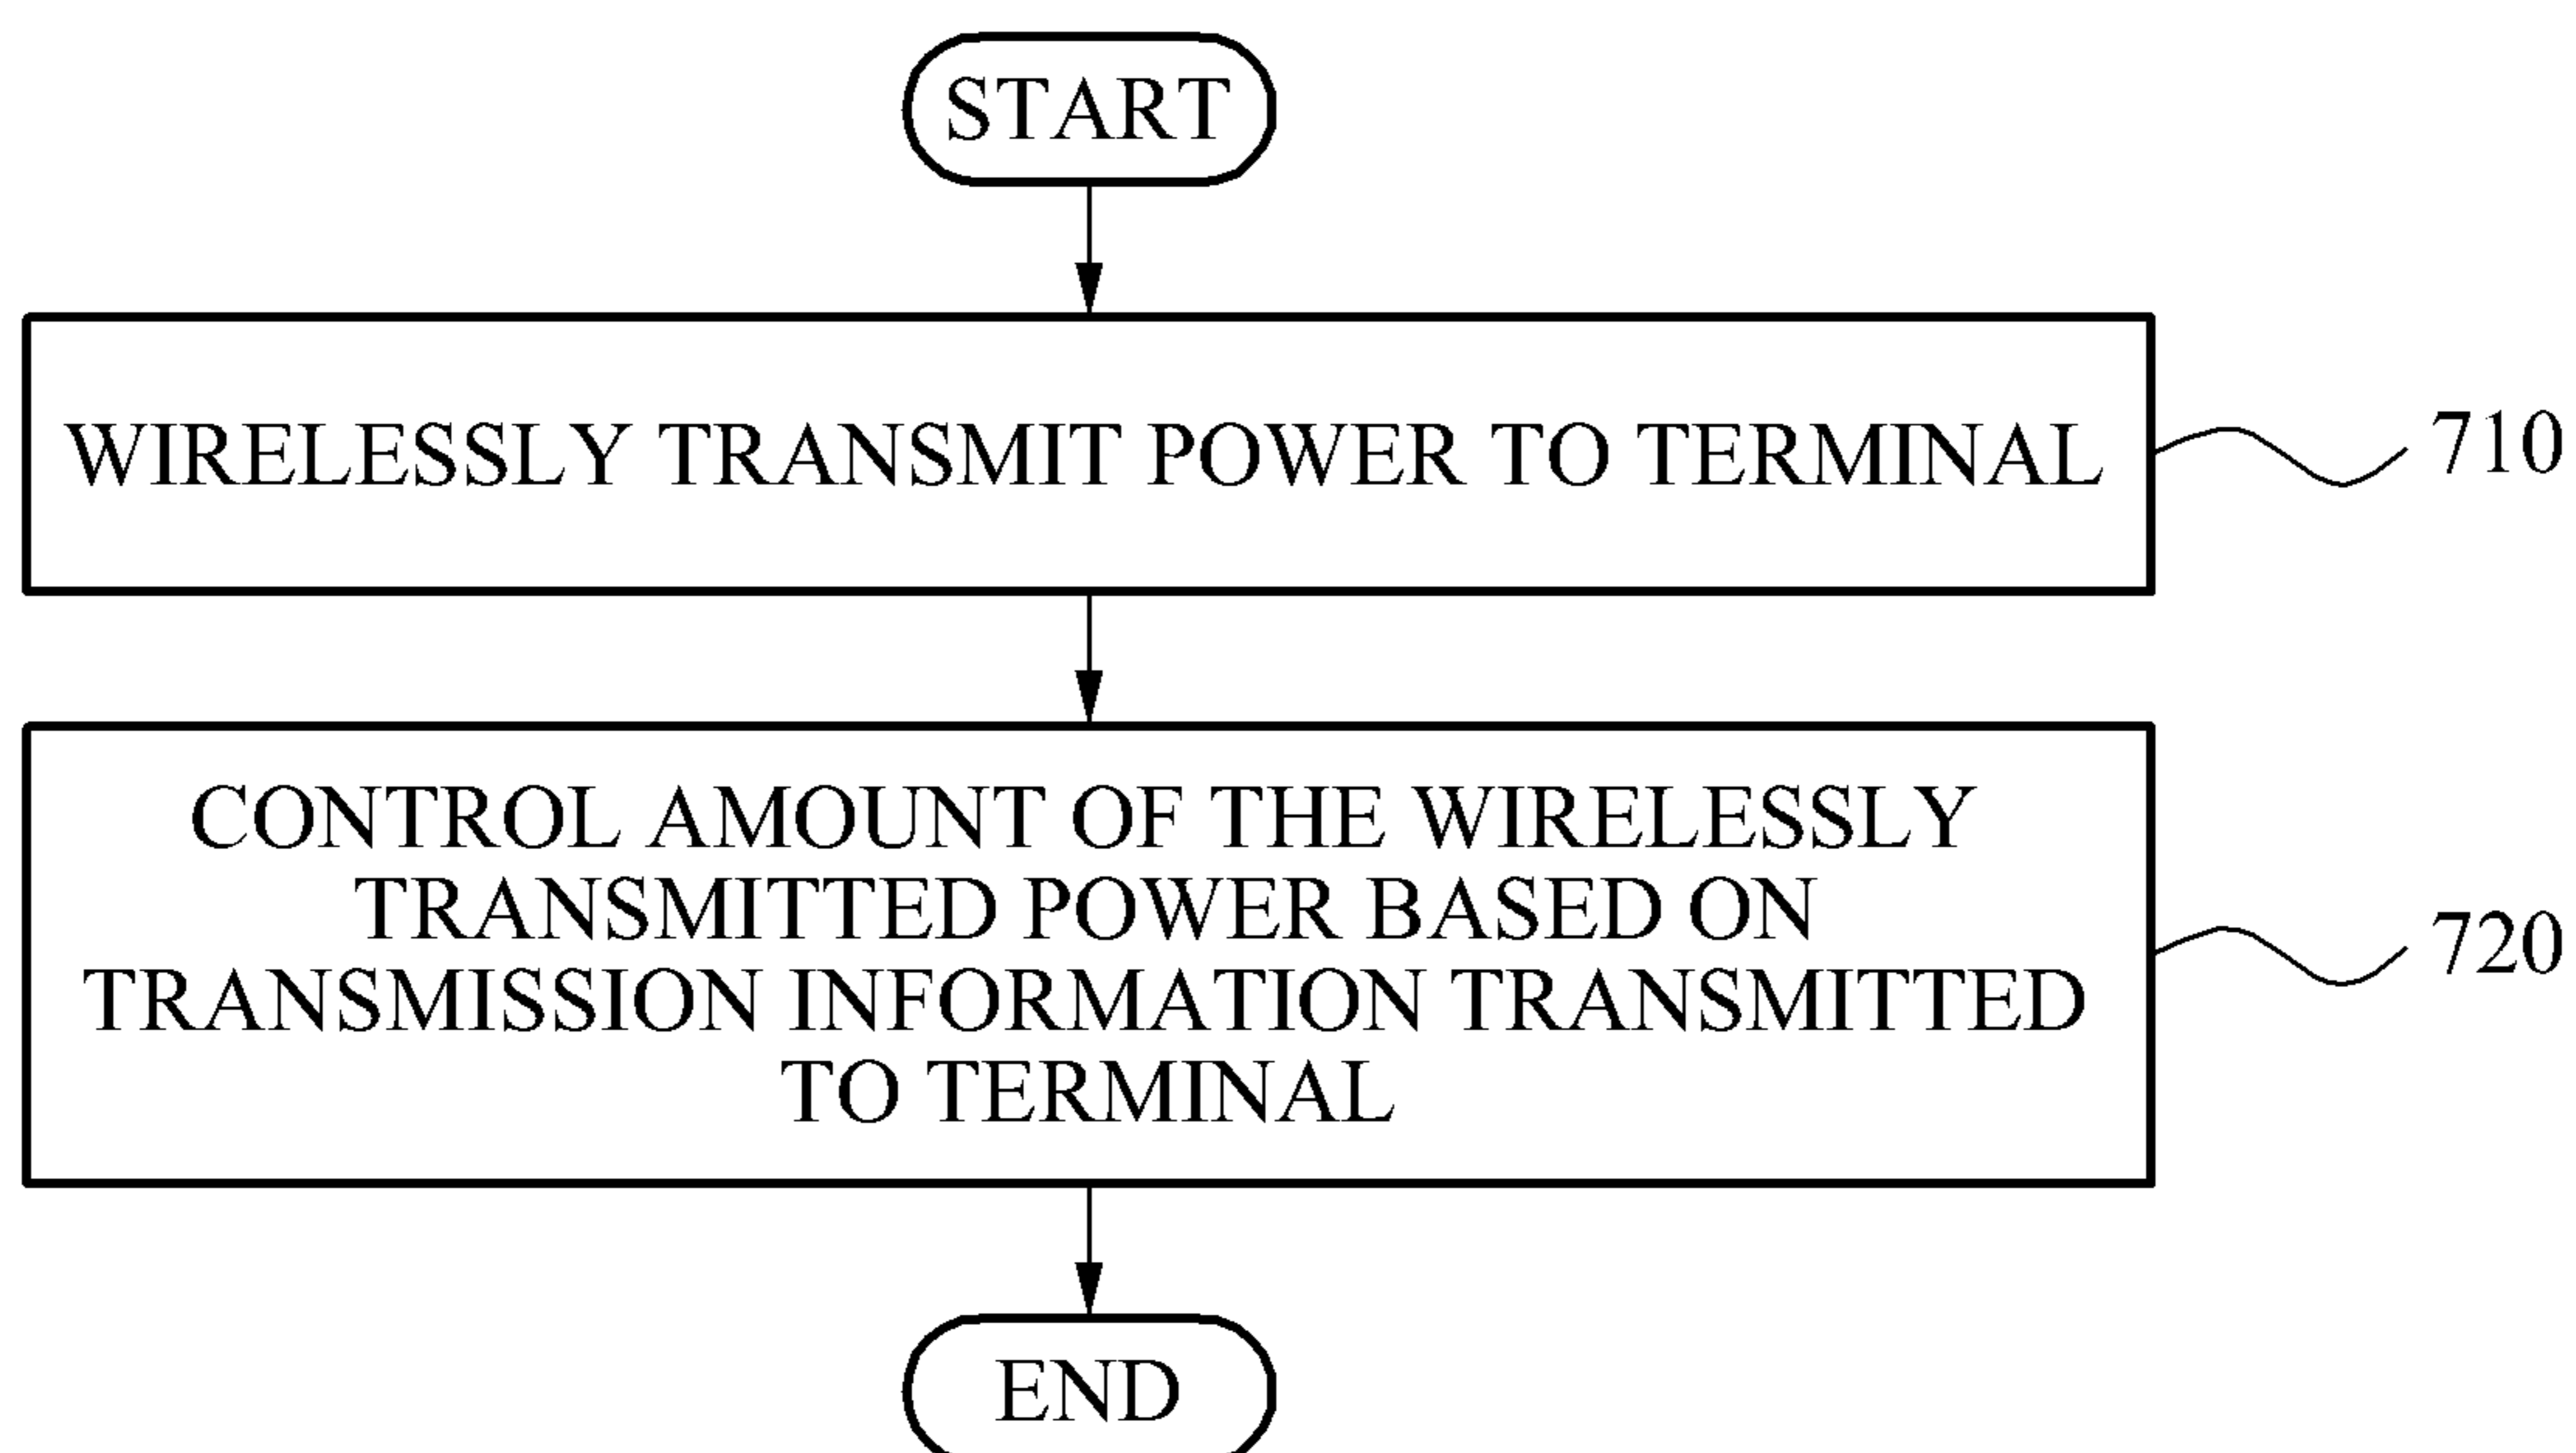 START
WIRELESSLY TRANSMIT POWER TO TERMINAL
710
CONTROL AMOUNT OF THE WIRELESSLY
TRANSMITTED POWER BASED ON
TRANSMISSION INFORMATION TRANSMITTED
TO TERMINAL
720
END